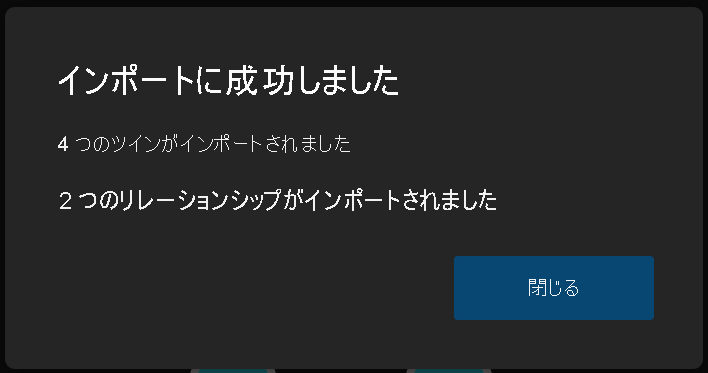 インポートに成功しました
4 つのツインがインポートされました
2 つのリレーションシップがインポートされました
閉じる